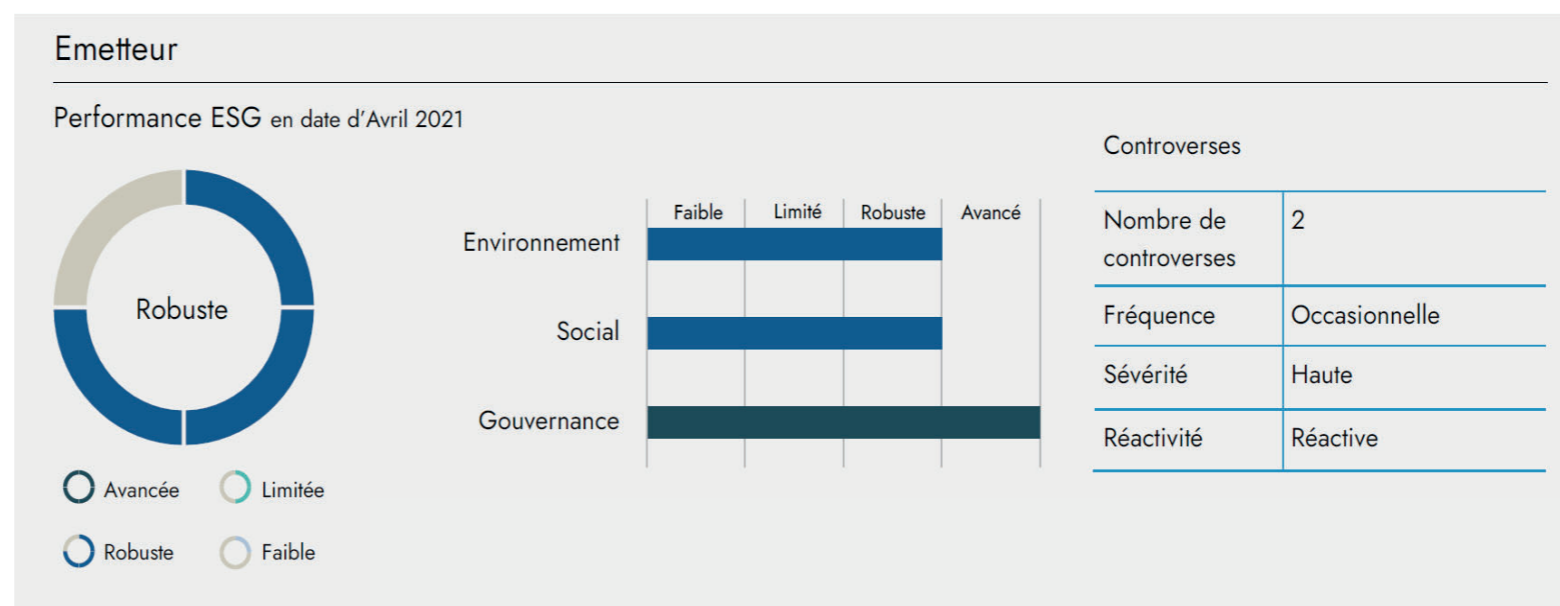 Emetteur
Performance ESG en date d'Avril 2021
Robuste
Avancée
Limitée
Robuste
Faible
Faible
Limité
Robuste
Avancé
Environnement
Social
Gouvernance
Controverses
Nombre de
controverses
2
Fréquence
Occasionnelle
Sévérité
Haute
Réactivité
Réactive